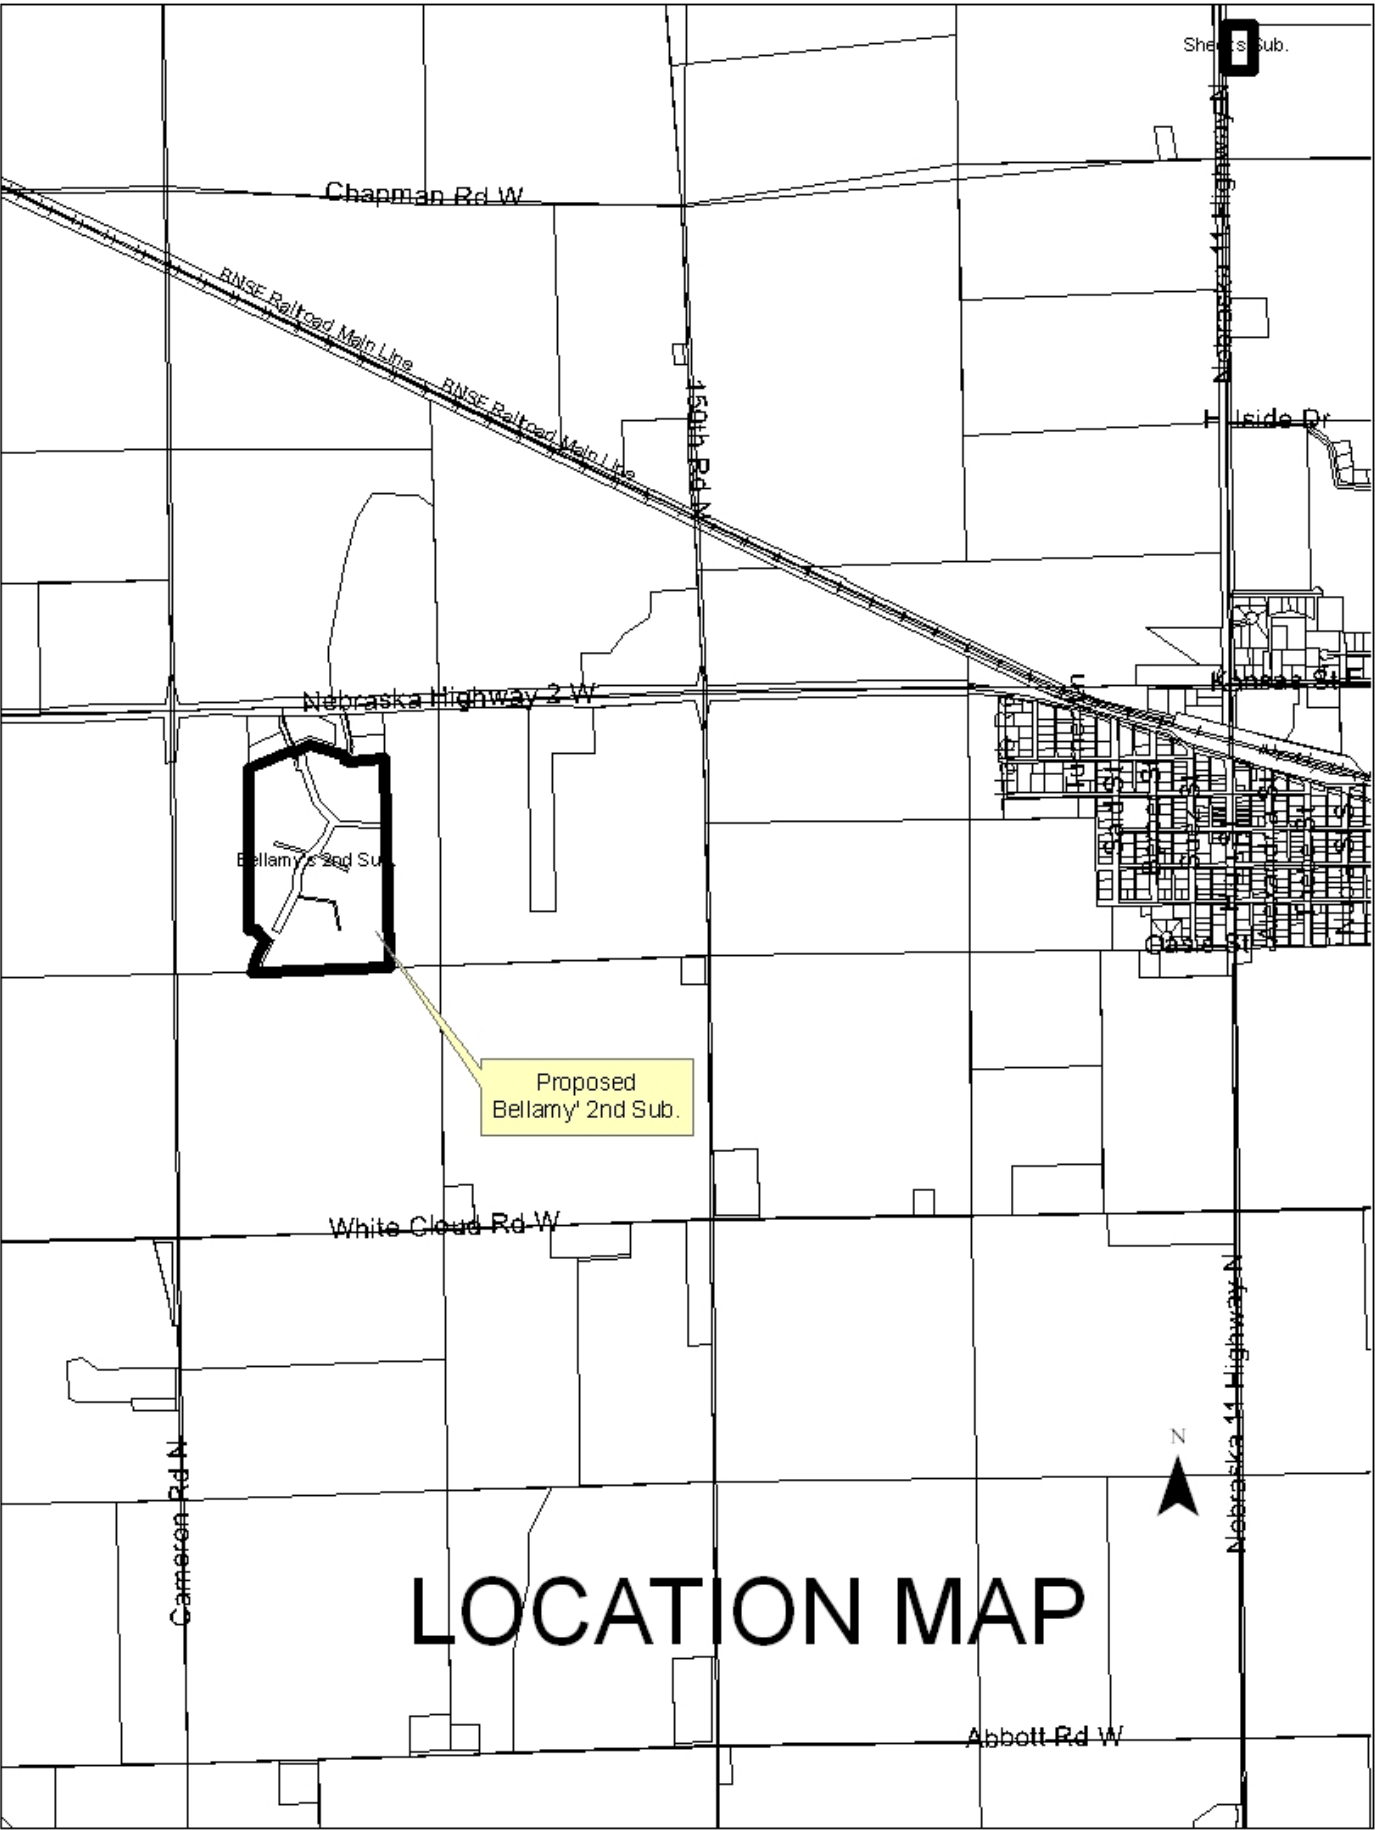 Sheets Sub.
Nebraska 11 Highway N
Chapman Rd W
BNSF Railroad Main Line
BNSF Railroad Main Line
150th Rd N
Hillside Dr
Kansas St E
Nebraska Highway 2 W
Bellamy's 2nd Sub.
Oasis St
Proposed
Bellamy' 2nd Sub.
White Cloud Rd W
Nebraska 11 Highway N
Cameron Rd N
N
LOCATION MAP
Abbott Rd W